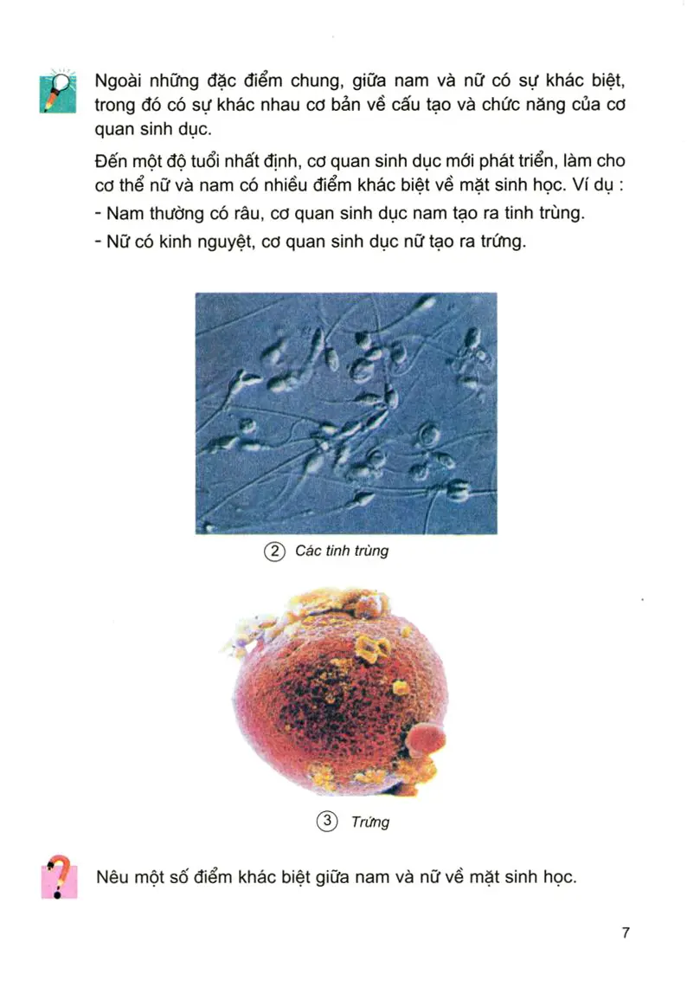 Ngoài những đặc điểm chung, giữa nam và nữ có sự khác biệt,
trong đó có sự khác nhau cơ bản về cấu tạo và chức năng của cơ
quan sinh dục.
Đến một độ tuổi nhất định, cơ quan sinh dục mới phát triển, làm cho
cơ thể nữ và nam có nhiều điểm khác biệt về mặt sinh học. Ví dụ :
- Nam thường có râu, cơ quan sinh dục nam tạo ra tinh trùng.
- Nữ có kinh nguyệt, cơ quan sinh dục nữ tạo ra trứng.
2 Các tinh trùng
3 Trứng
Nêu một số điểm khác biệt giữa nam và nữ về mặt sinh học.
7